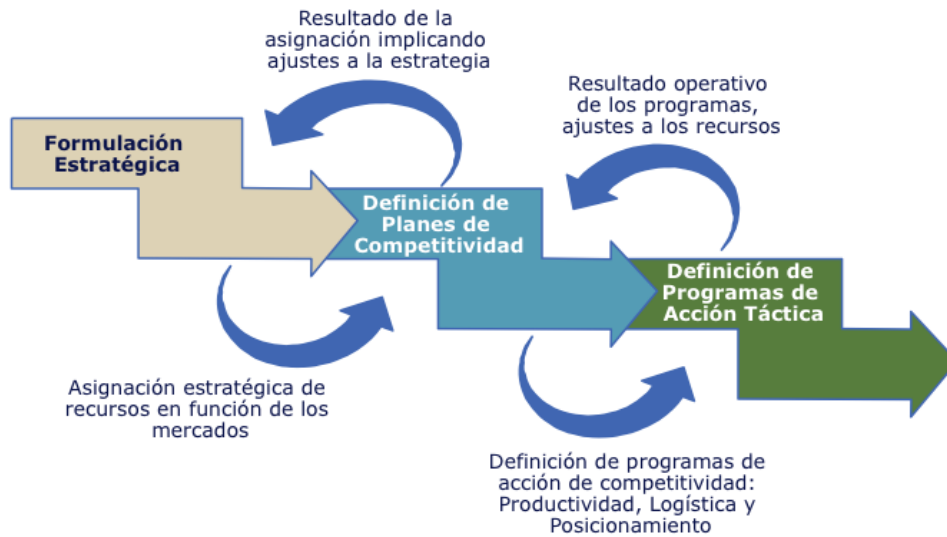 Resultado de la
asignación implicando
ajustes a la estrategia
Resultado operativo
de los programas,
ajustes a los recursos
Formulación
Estratégica
Definición de
Planes de
Competitividad
Definición de
Programas de
Acción Táctica
Asignación estratégica de
recursos en función de los
mercados
Definición de programas de
acción de competitividad:
Productividad, Logística y
Posicionamiento